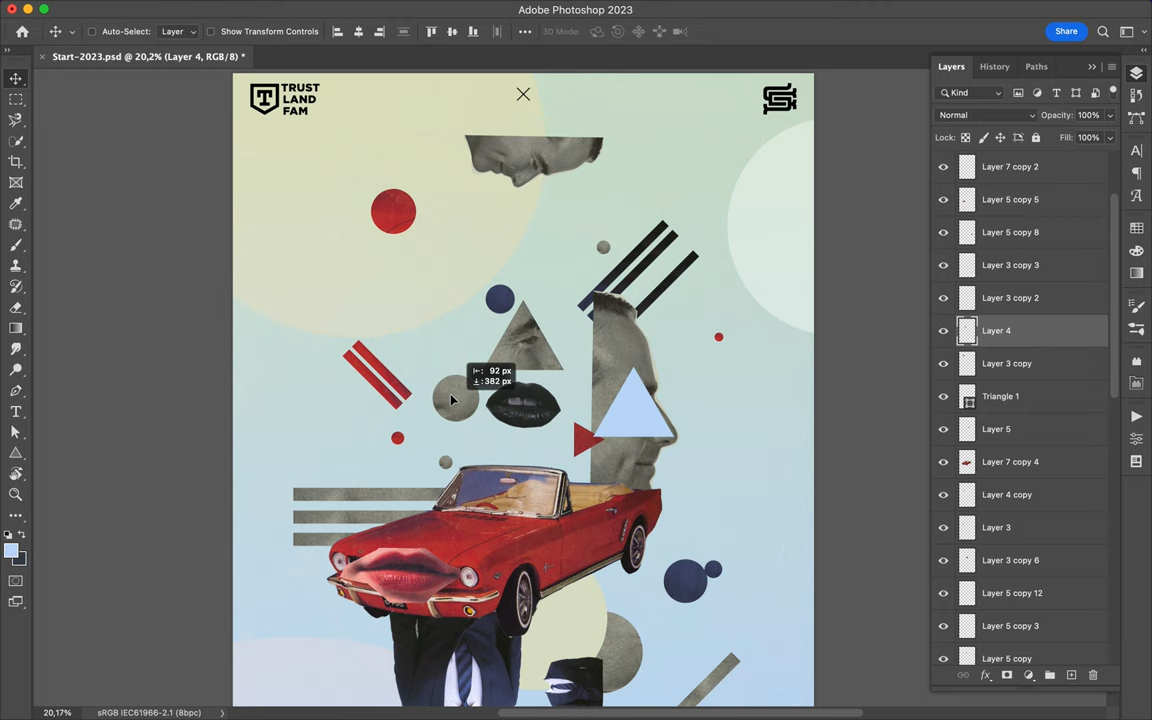 Adobe Photoshop 2023
Auto-Select: Layer Show Transform Controls 3D Mode: Share
Start-2023.psd @ 20,2% (Layer 4, RGB/8) *
Layers History Paths
Kind
Normal Opacity: 100%
Lock: Fill: 100%
TRUST
LAND
FAM
Layer 7 copy 2
Layer 5 copy 5
Layer 5 copy 8
Layer 3 copy 3
Layer 3 copy 2
Layer 4
Layer 3 copy
Triangle 1
Layer 5
Layer 7 copy 4
Layer 4 copy
Layer 3
Layer 3 copy 6
Layer 5 copy 12
Layer 5 copy 3
Layer 5 copy
92 px
382 px
20,17% sRGB IEC61966-2.1 (8bpc)